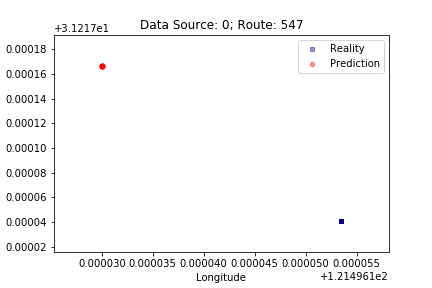 Data Source: 0; Route: 547
+3.1217e1
0.00018
0.00016
0.00014
0.00012
0.00010
0.00008
0.00006
0.00004
0.00002
Reality
Prediction
0.000030 0.000035 0.000040 0.000045 0.000050 0.000055
Longitude
+1.214961e2